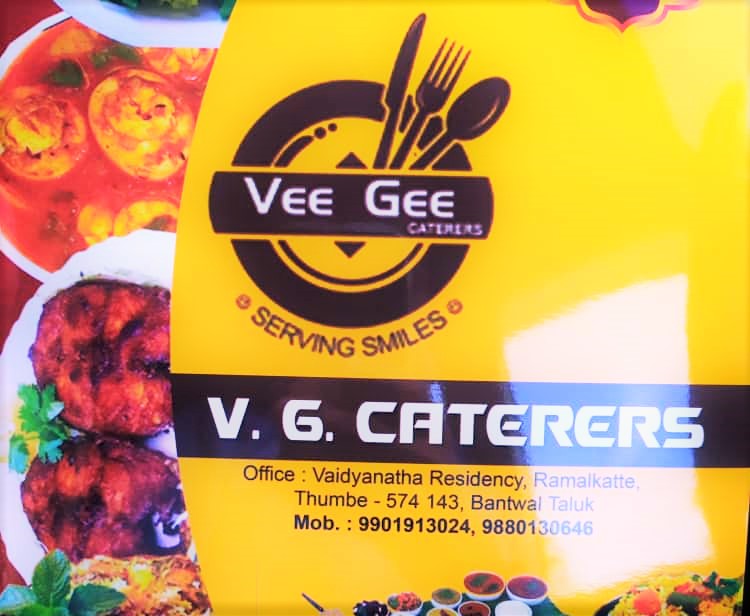 Vee Gee
CATERERS
SERVING SMILES
V. G. CATERERS
Office : Vaidyanatha Residency, Ramalkatte,
Thumbe - 574 143, Bantwal Taluk
Mob. : 9901913024, 9880130646